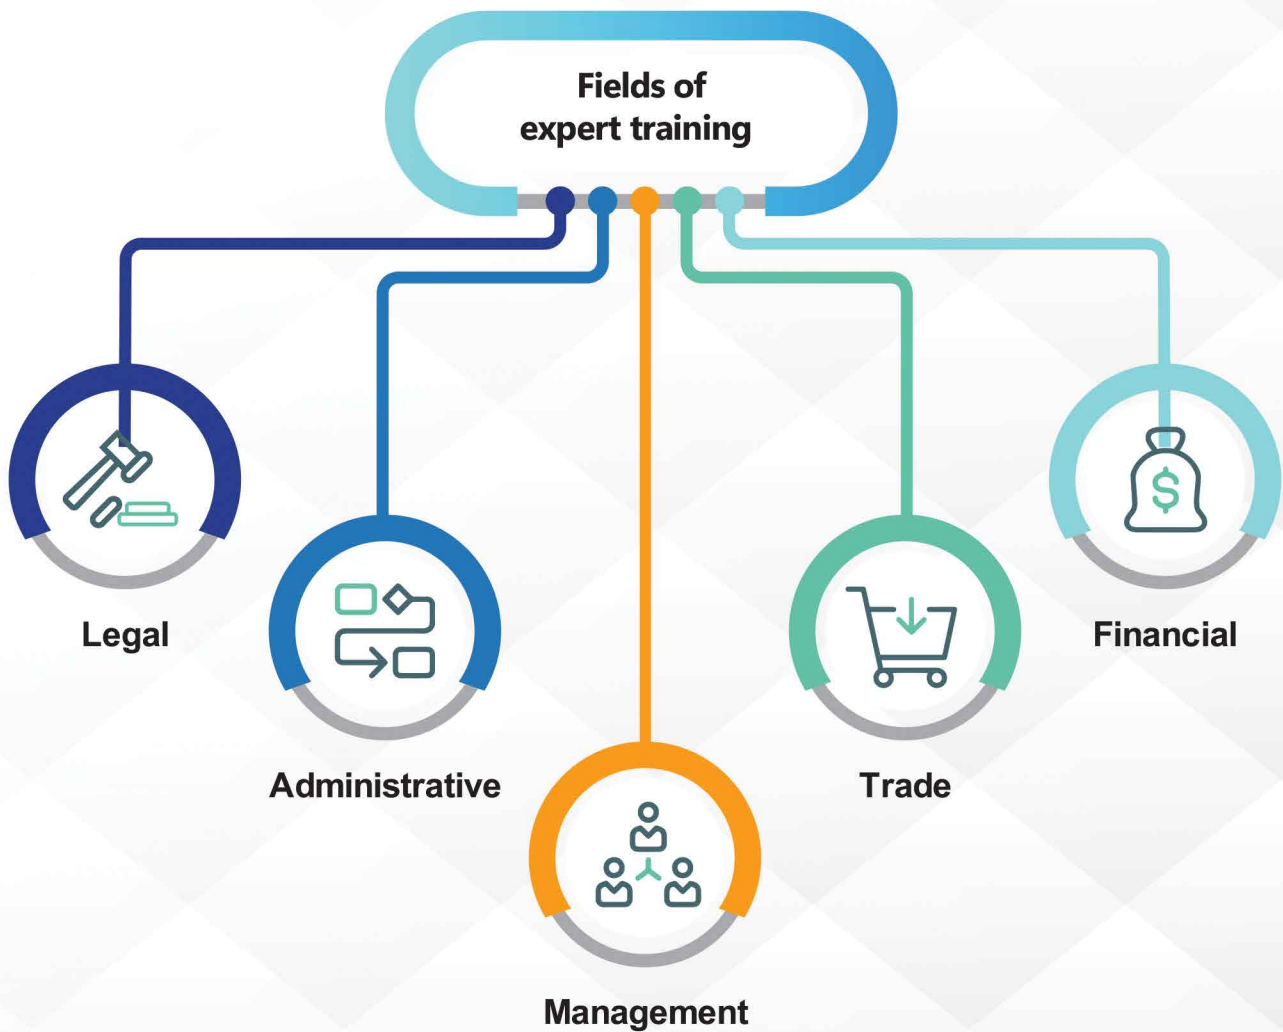 Fields of
expert training
Legal
Administrative
Management
Trade
Financial
$